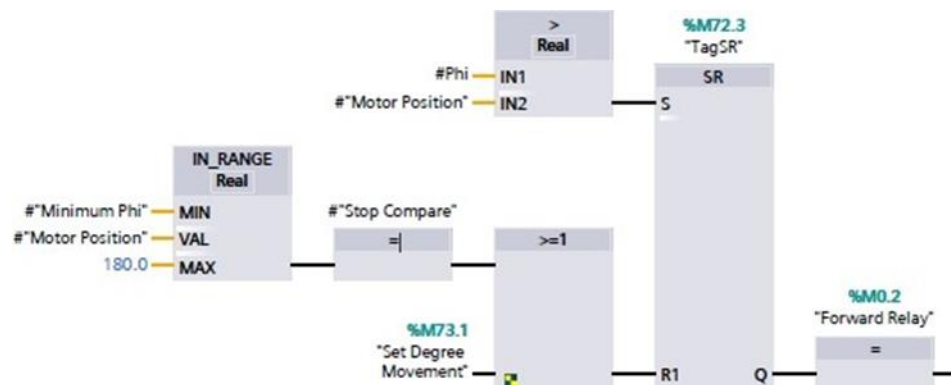 >
Real
#Phi
IN1
#"Motor Position"
IN2
%M72.3
"TagSR"
SR
S
IN_RANGE
Real
#"Minimum Phi"
MIN
#"Motor Position"
VAL
180.0
MAX
#"Stop Compare"
=
>=1
%M73.1
"Set Degree
Movement"
R1
Q
%M0.2
"Forward Relay"
=